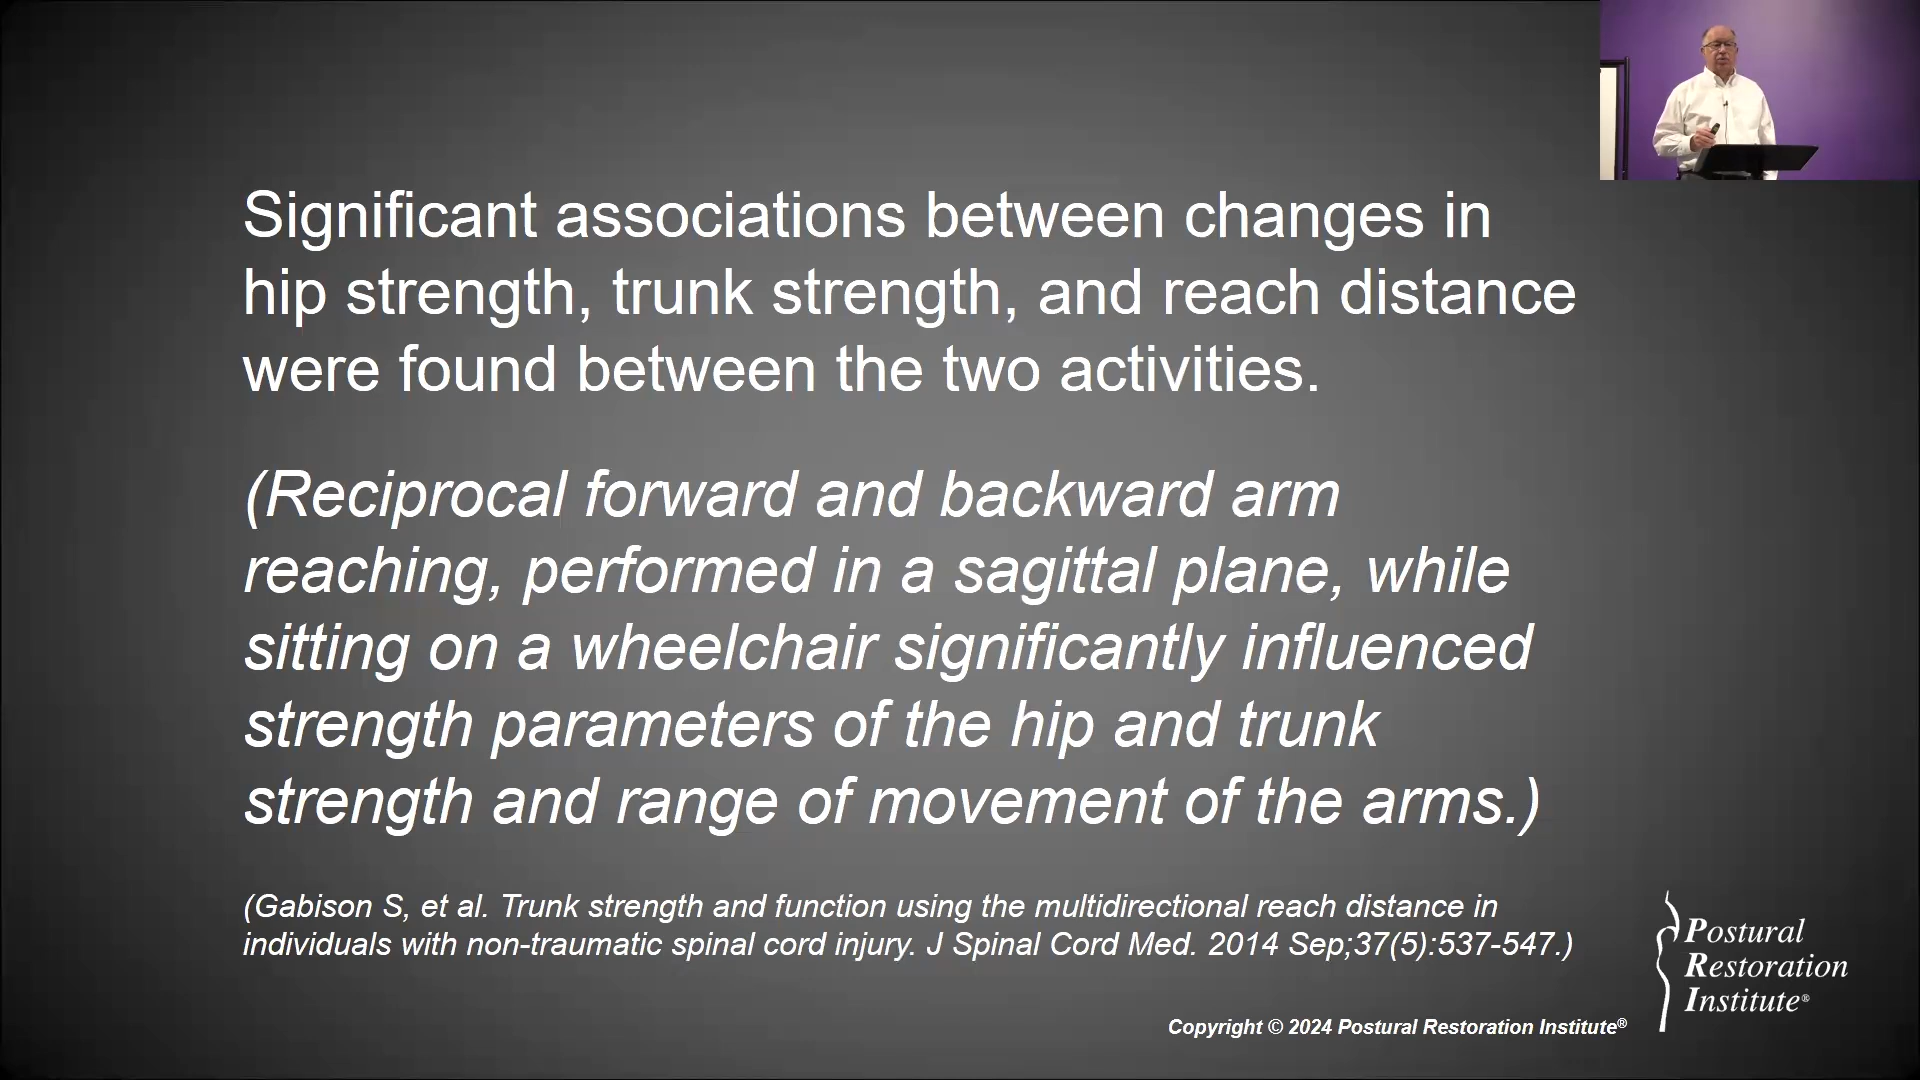 Significant associations between changes in
hip strength, trunk strength, and reach distance
were found between the two activities.
(Reciprocal forward and backward arm
reaching, performed in a sagittal plane, while
sitting on a wheelchair significantly influenced
strength parameters of the hip and trunk
strength and range of movement of the arms.)
(Gabison S, et al. Trunk strength and function using the multidirectional reach distance in
individuals with non-traumatic spinal cord injury. J Spinal Cord Med. 2014 Sep;37(5):537-547.)
Postural
Restoration
Institute®
Copyright © 2024 Postural Restoration Institute®